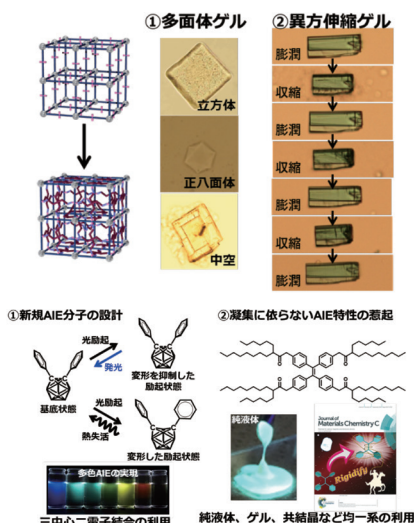 ①多面体ゲル
立方体
正八面体
中空
②異方伸縮ゲル
膨潤
収縮
膨潤
収縮
膨潤
収縮
膨潤
①新規AIE分子の設計
光励起
発光
変形を抑制した
励起状態
基底状態
光励起
熱失活
変形した励起状態
多色AIEの実現
三中心二電子結合の利用
②凝集に依らないAIE特性の惹起
純液体
Journal of
Materials Chemistry C
Rigidify
純液体、ゲル、共結晶など均一系の利用